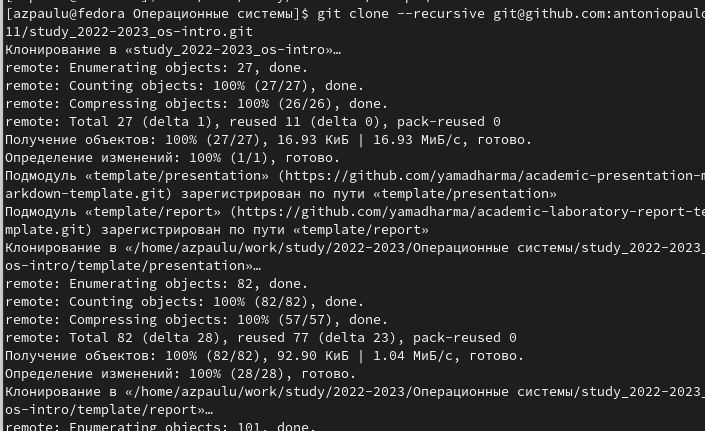 [azpaulu@fedora Операционные системы]$ git clone --recursive git@github.com:antoniopaulo
11/study_2022-2023_os-intro.git
Клонирование в «study_2022-2023_os-intro»…
remote: Enumerating objects: 27, done.
remote: Counting objects: 100% (27/27), done.
remote: Compressing objects: 100% (26/26), done.
remote: Total 27 (delta 1), reused 11 (delta 0), pack-reused 0
Получение объектов: 100% (27/27), 16.93 КиБ | 16.93 МиБ/с, готово.
Определение изменений: 100% (1/1), готово.
Подмодуль «template/presentation» (https://github.com/yamadharma/academic-presentation-m
arkdown-template.git) зарегистрирован по пути «template/presentation»
Подмодуль «template/report» (https://github.com/yamadharma/academic-laboratory-report-te
mplate.git) зарегистрирован по пути «template/report»
Клонирование в «/home/azpaulu/work/study/2022-2023/Операционные системы/study_2022-2023_
os-intro/template/presentation»…
remote: Enumerating objects: 82, done.
remote: Counting objects: 100% (82/82), done.
remote: Compressing objects: 100% (57/57), done.
remote: Total 82 (delta 28), reused 77 (delta 23), pack-reused 0
Получение объектов: 100% (82/82), 92.90 КиБ | 1.04 МиБ/с, готово.
Определение изменений: 100% (28/28), готово.
Клонирование в «/home/azpaulu/work/study/2022-2023/Операционные системы/study_2022-2023_
os-intro/template/report»…
remote: Enumerating objects: 101, done.